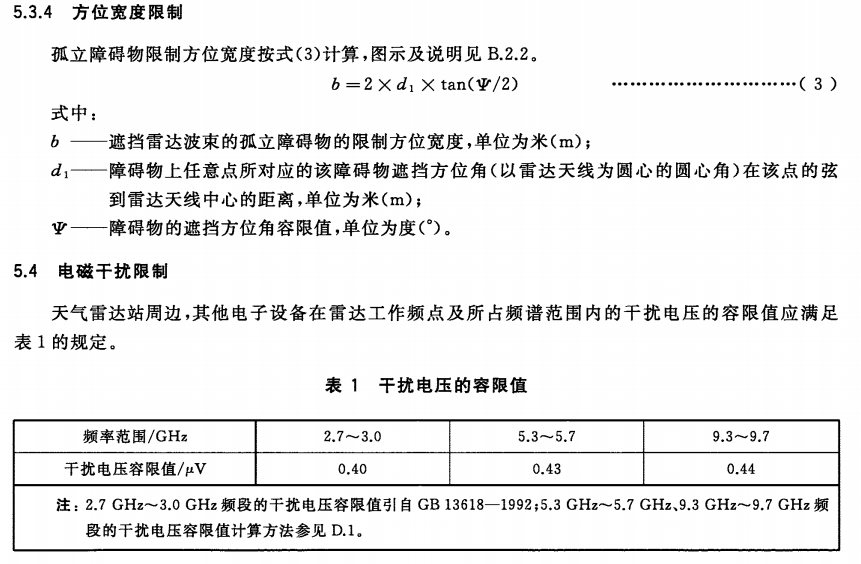 5.3.4 方位宽度限制
孤立障碍物限制方位宽度按式(3)计算,图示及说明见 B.2.2。
b=2×d₁×tan(Ψ/2) ……………………………( 3 )
式中:
b ——遮挡雷达波束的孤立障碍物的限制方位宽度,单位为米(m);
d₁——障碍物上任意点所对应的该障碍物遮挡方位角(以雷达天线为圆心的圆心角)在该点的弦
到雷达天线中心的距离,单位为米(m);
Ψ——障碍物的遮挡方位角容限值,单位为度(°)。
5.4 电磁干扰限制
天气雷达站周边,其他电子设备在雷达工作频点及所占频谱范围内的干扰电压的容限值应满足
表 1 的规定。
表 1 干扰电压的容限值
频率范围/GHz 2.7～3.0 5.3～5.7 9.3～9.7
干扰电压容限值/μV 0.40 0.43 0.44
注:2.7 GHz～3.0 GHz 频段的干扰电压容限值引自 GB 13618—1992;5.3 GHz～5.7 GHz、9.3 GHz～9.7 GHz 频
段的干扰电压容限值计算方法参见 D.1。